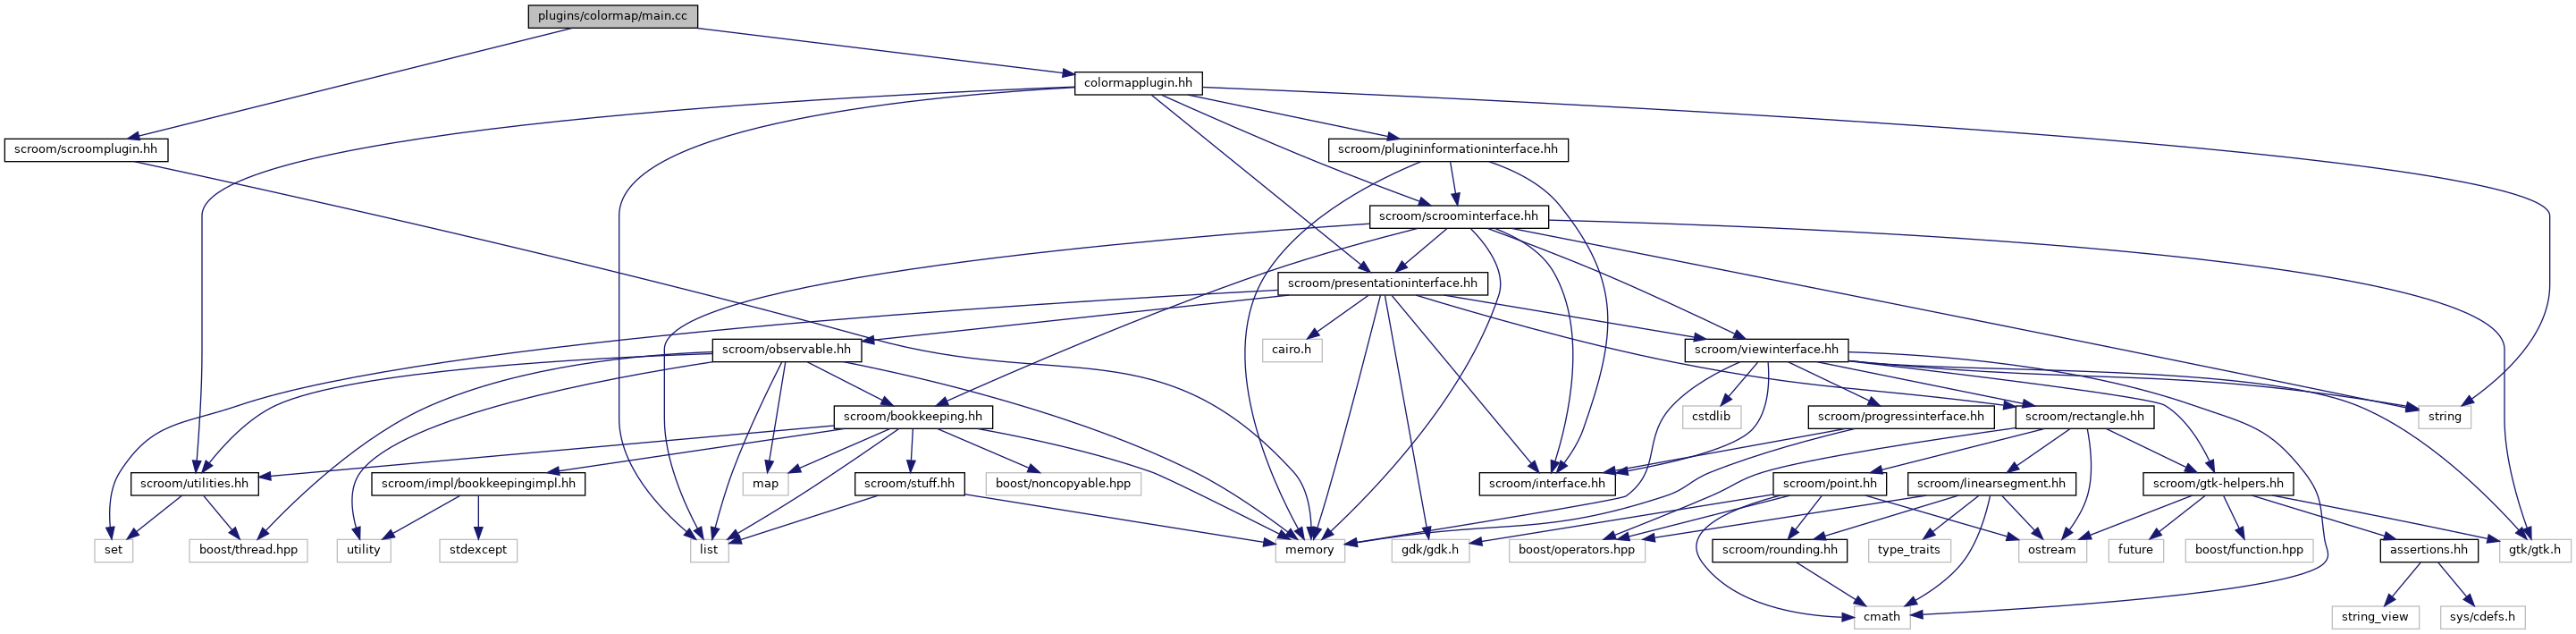 plugins/colormap/main.cc
colormapplugin.hh
scroom/scroomplugin.hh
scroom/plugininformationinterface.hh
scroom/scroominterface.hh
scroom/presentationinterface.hh
scroom/observable.hh
cairo.h
scroom/viewinterface.hh
scroom/bookkeeping.hh
cstdlib
scroom/progressinterface.hh
scroom/rectangle.hh
string
scroom/utilities.hh
scroom/impl/bookkeepingimpl.hh
map
scroom/stuff.hh
boost/noncopyable.hpp
scroom/interface.hh
scroom/point.hh
scroom/linearsegment.hh
scroom/gtk-helpers.hh
set
boost/thread.hpp
utility
stdexcept
list
memory
gdk/gdk.h
boost/operators.hpp
scroom/rounding.hh
type_traits
ostream
future
boost/function.hpp
assertions.hh
gtk/gtk.h
cmath
string_view
sys/cdefs.h